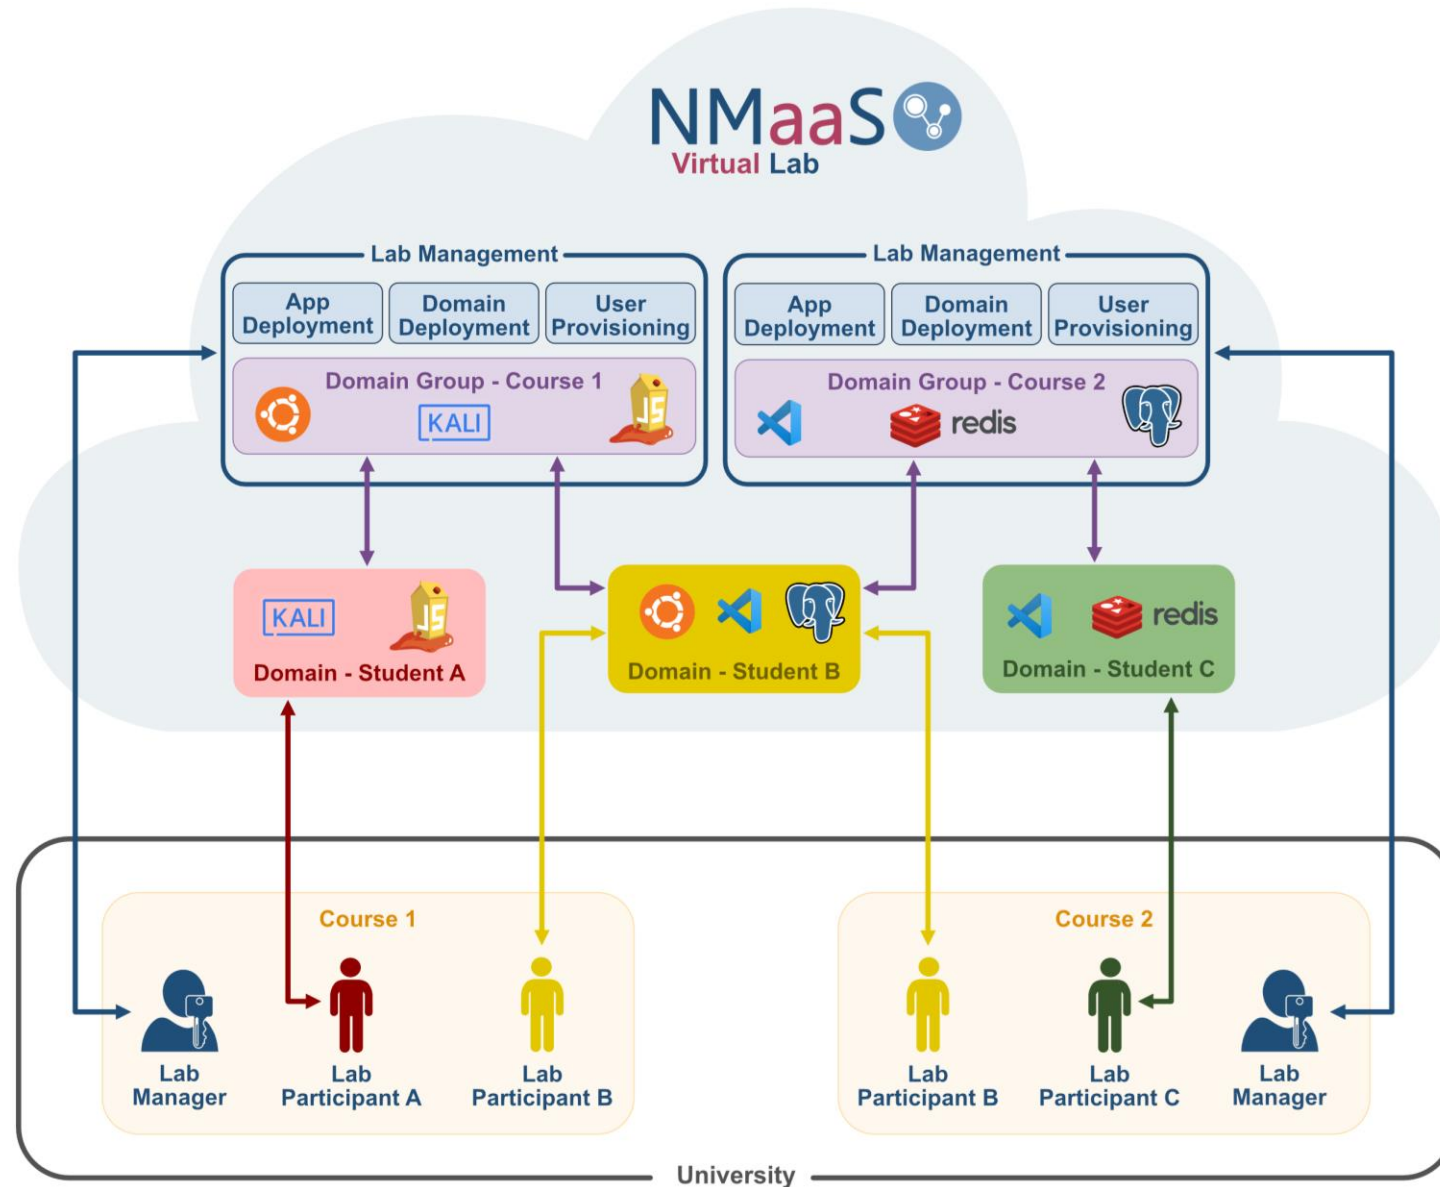 NMaaS
Virtual Lab
Lab Management
App
Deployment
Domain
Deployment
User
Provisioning
Domain Group - Course 1
KALI
JS
Lab Management
App
Deployment
Domain
Deployment
User
Provisioning
Domain Group - Course 2
redis
KALI
JS
Domain - Student A
Domain - Student B
redis
Domain - Student C
Course 1
Lab
Manager
Lab
Participant A
Lab
Participant B
Course 2
Lab
Participant B
Lab
Participant C
Lab
Manager
University